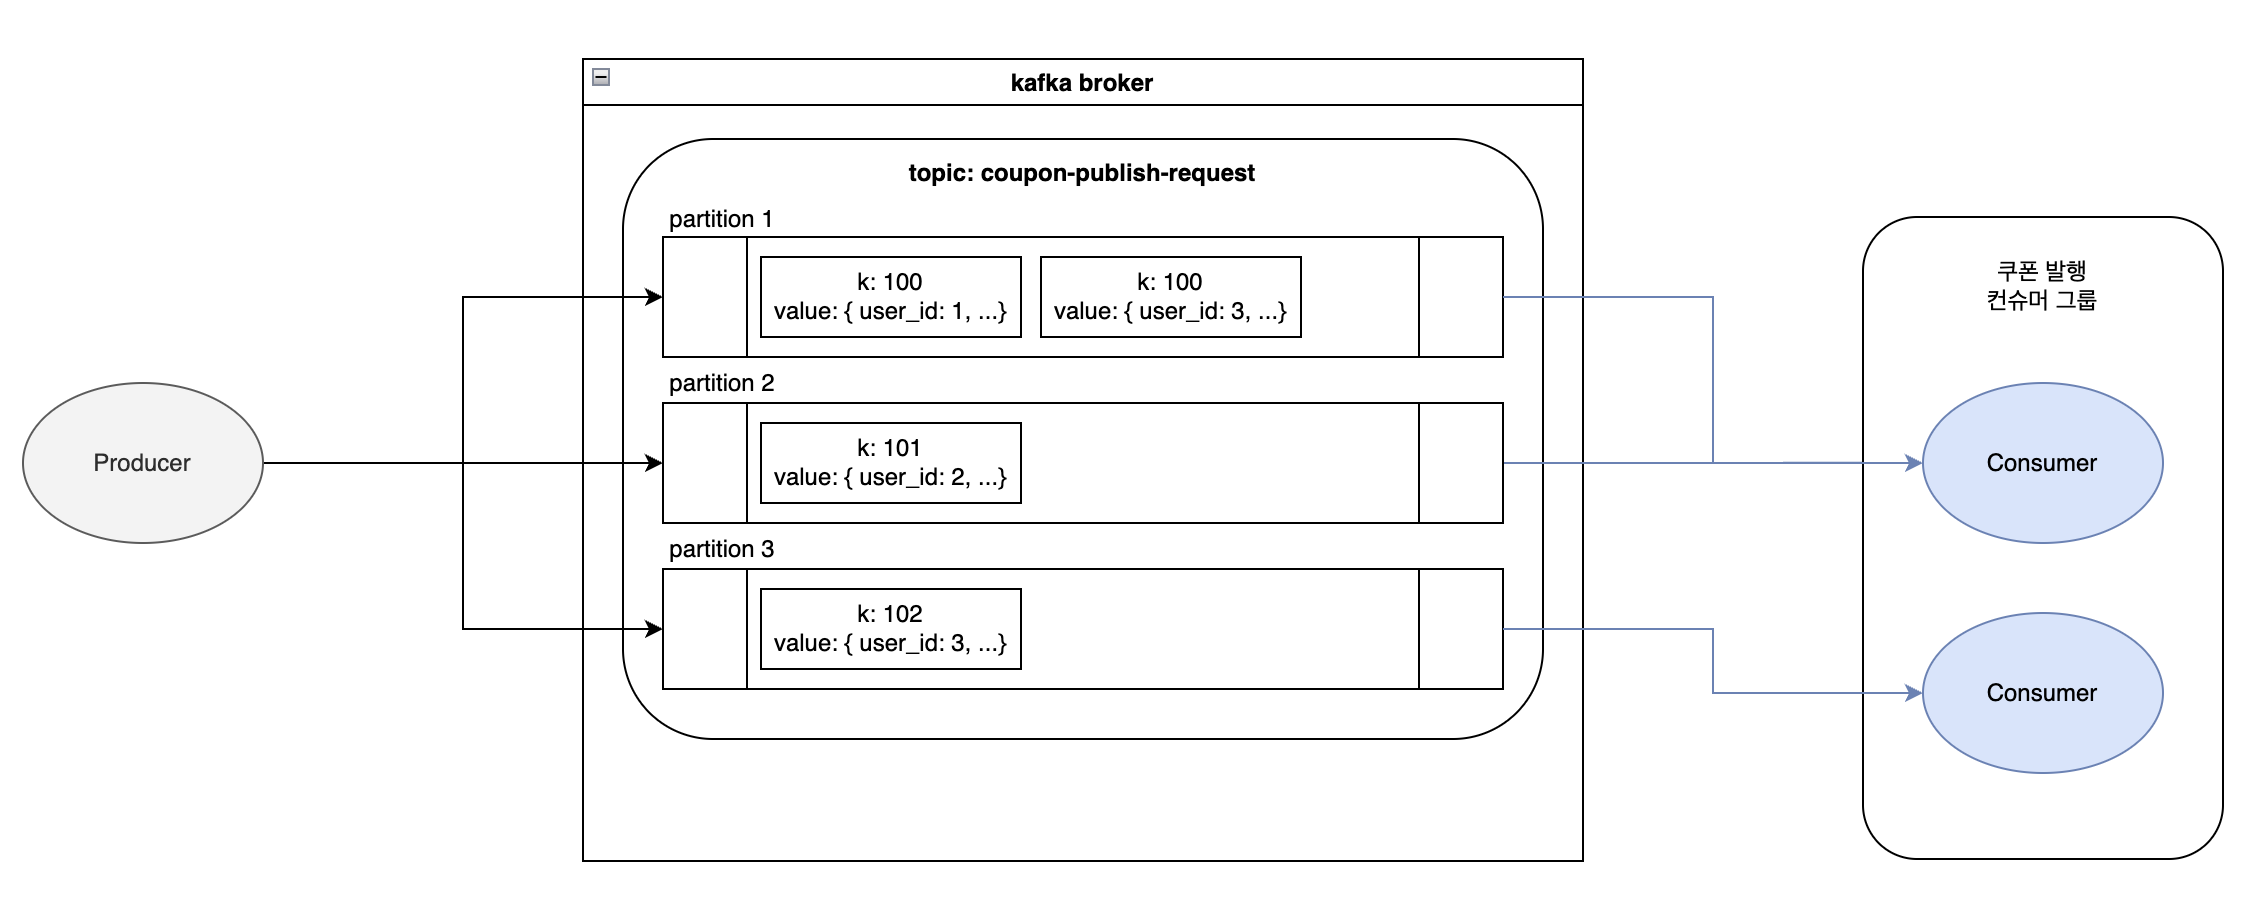 kafka broker
topic: coupon-publish-request
partition 1
k: 100
value: { user_id: 1, ...}
k: 100
value: { user_id: 3, ...}
partition 2
k: 101
value: { user_id: 2, ...}
partition 3
k: 102
value: { user_id: 3, ...}
Producer
쿠폰 발행
컨슈머 그룹
Consumer
Consumer